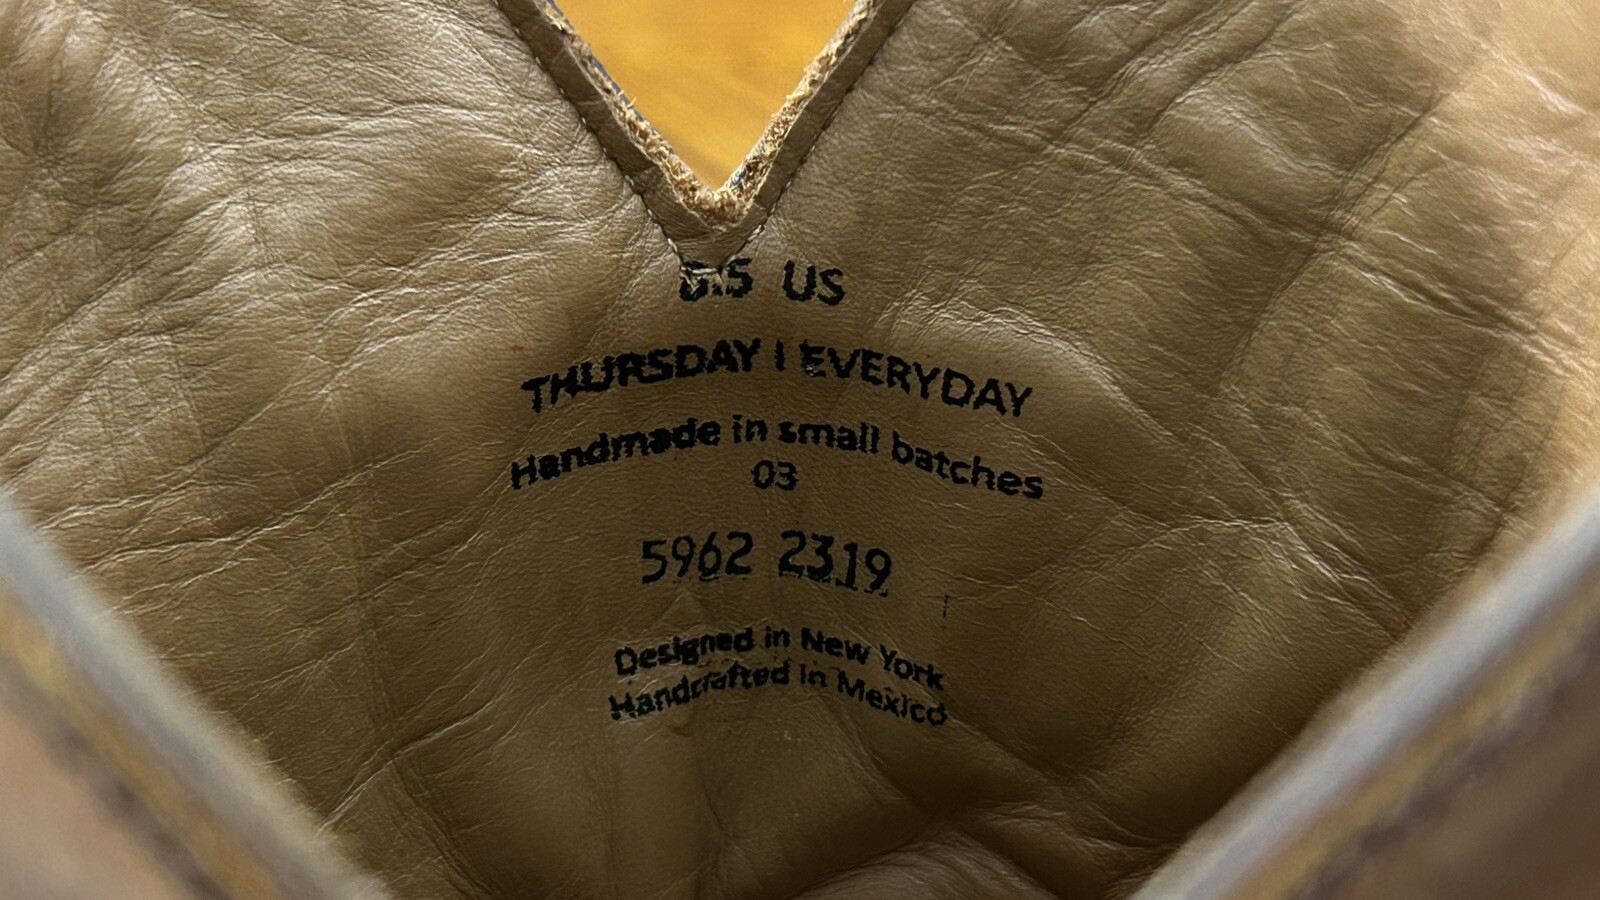 US
THURSDAY | EVERYDAY
Handmade in small batches
03
5962 2319
Designed in New York
Handcrafted in Mexico